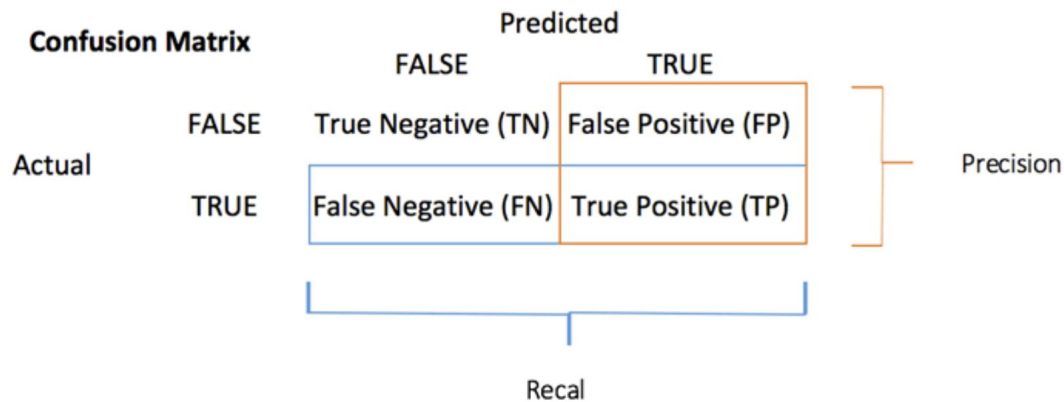 Confusion Matrix
Predicted
FALSE TRUE
FALSE True Negative (TN) False Positive (FP)
Actual
Precision
TRUE False Negative (FN) True Positive (TP)
Recal